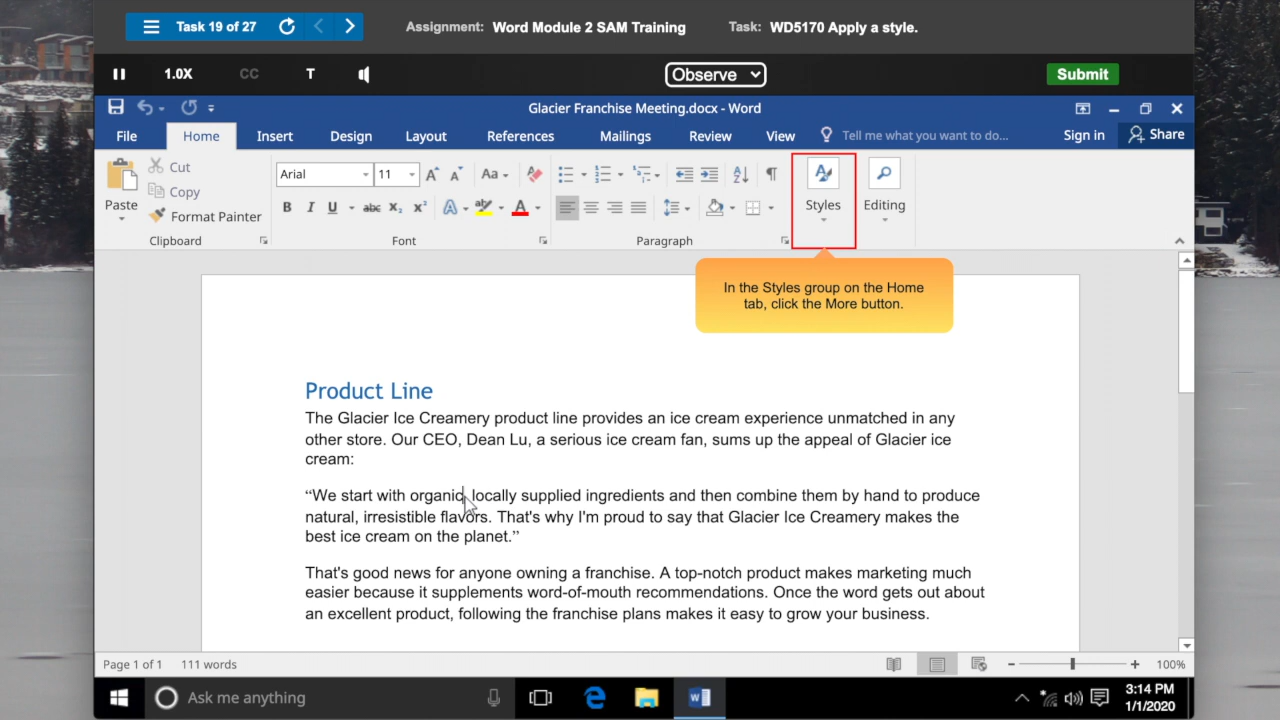 Task 19 of 27
Assignment: Word Module 2 SAM Training
Task: WD5170 Apply a style.
1.0X
CC
T
Observe
Submit
Glacier Franchise Meeting.docx - Word
File
Home
Insert
Design
Layout
References
Mailings
Review
View
Tell me what you want to do...
Sign in
Share
Paste
Cut
Copy
Format Painter
Clipboard
Arial
11
Aa
B I U abc X₂ X²
Font
Paragraph
Styles
Editing
In the Styles group on the Home
tab, click the More button.
Product Line
The Glacier Ice Creamery product line provides an ice cream experience unmatched in any
other store. Our CEO, Dean Lu, a serious ice cream fan, sums up the appeal of Glacier ice
cream:
“We start with organic, locally supplied ingredients and then combine them by hand to produce
natural, irresistible flavors. That's why I'm proud to say that Glacier Ice Creamery makes the
best ice cream on the planet.”
That's good news for anyone owning a franchise. A top-notch product makes marketing much
easier because it supplements word-of-mouth recommendations. Once the word gets out about
an excellent product, following the franchise plans makes it easy to grow your business.
Page 1 of 1
111 words
100%
Ask me anything
3:14 PM
1/1/2020